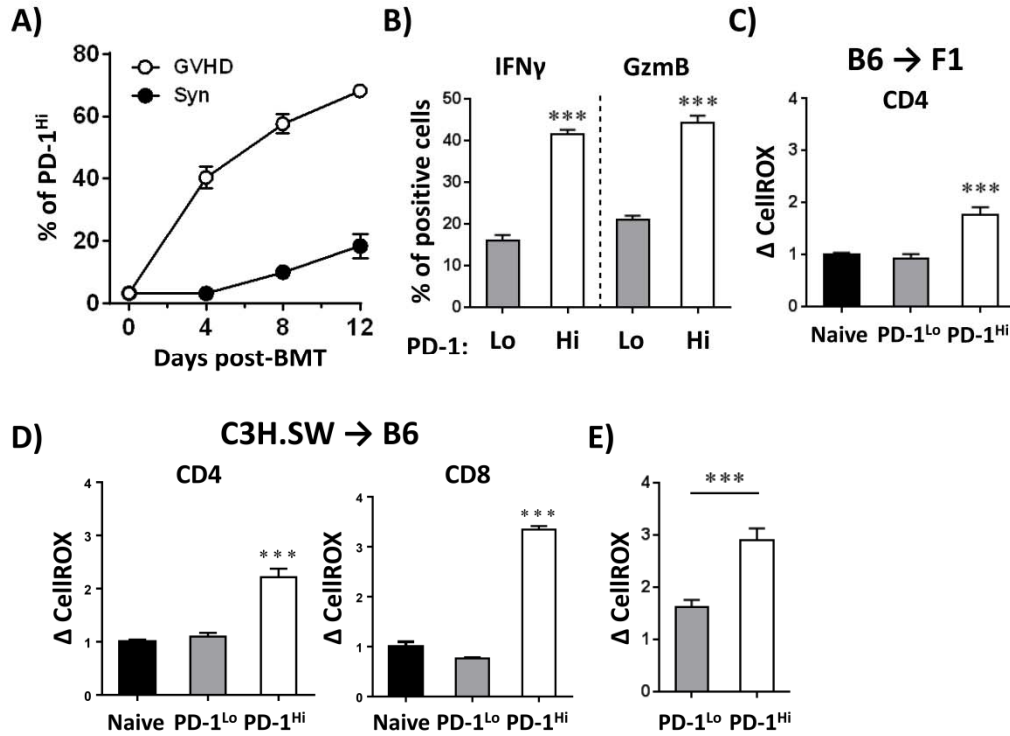 A)
% of PD-1Hi
80
60
40
20
0
GVHD
Syn
0 4 8 12
Days post-BMT
B)
IFNγ GzmB
% of positive cells
50
40
30
20
10
0
*** ***
PD-1: Lo Hi Lo Hi
C)
B6 → F1
CD4
Δ CellROX
4
3
2
1
0
***
Naive PD-1Lo PD-1Hi
D)
C3H.SW → B6
CD4
Δ CellROX
4
3
2
1
0
***
Naive PD-1Lo PD-1Hi
CD8
Δ CellROX
4
3
2
1
0
***
Naive PD-1Lo PD-1Hi
E)
Δ CellROX
4
3
2
1
0
***
PD-1Lo PD-1Hi